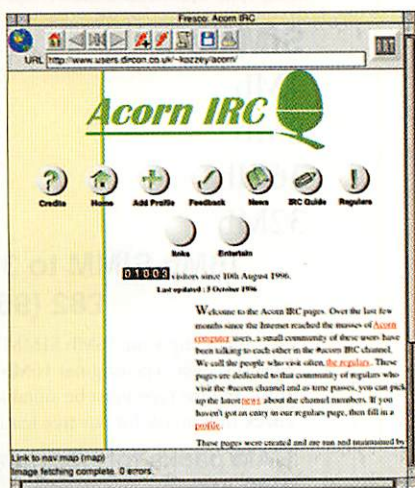 Fresco: Acorn IRC
URL http://www.users.dircon.co.uk/~kozzey/acorn/
Acorn IRC
Credits Home Add Profile Feedback News IRC Guide Regulars
links Entertain
01003 visitors since 10th August 1996.
Last updated : 5 October 1996
Welcome to the Acorn IRC pages. Over the last few
months since the Internet reached the masses of Acorn
computer users, a small community of these users have
been talking to each other in the #acorn IRC channel.
We call the people who visit often, the regulars. These
pages are dedicated to that community of regulars who
visit the #acorn channel and as time passes, you can pick
up the latest news about the channel members. If you
haven't got an entry in our regulars page, then fill in a
profile.
These pages were created and are run and maintained by
Link to nav map (map)
Image fetching complete. 0 errors.